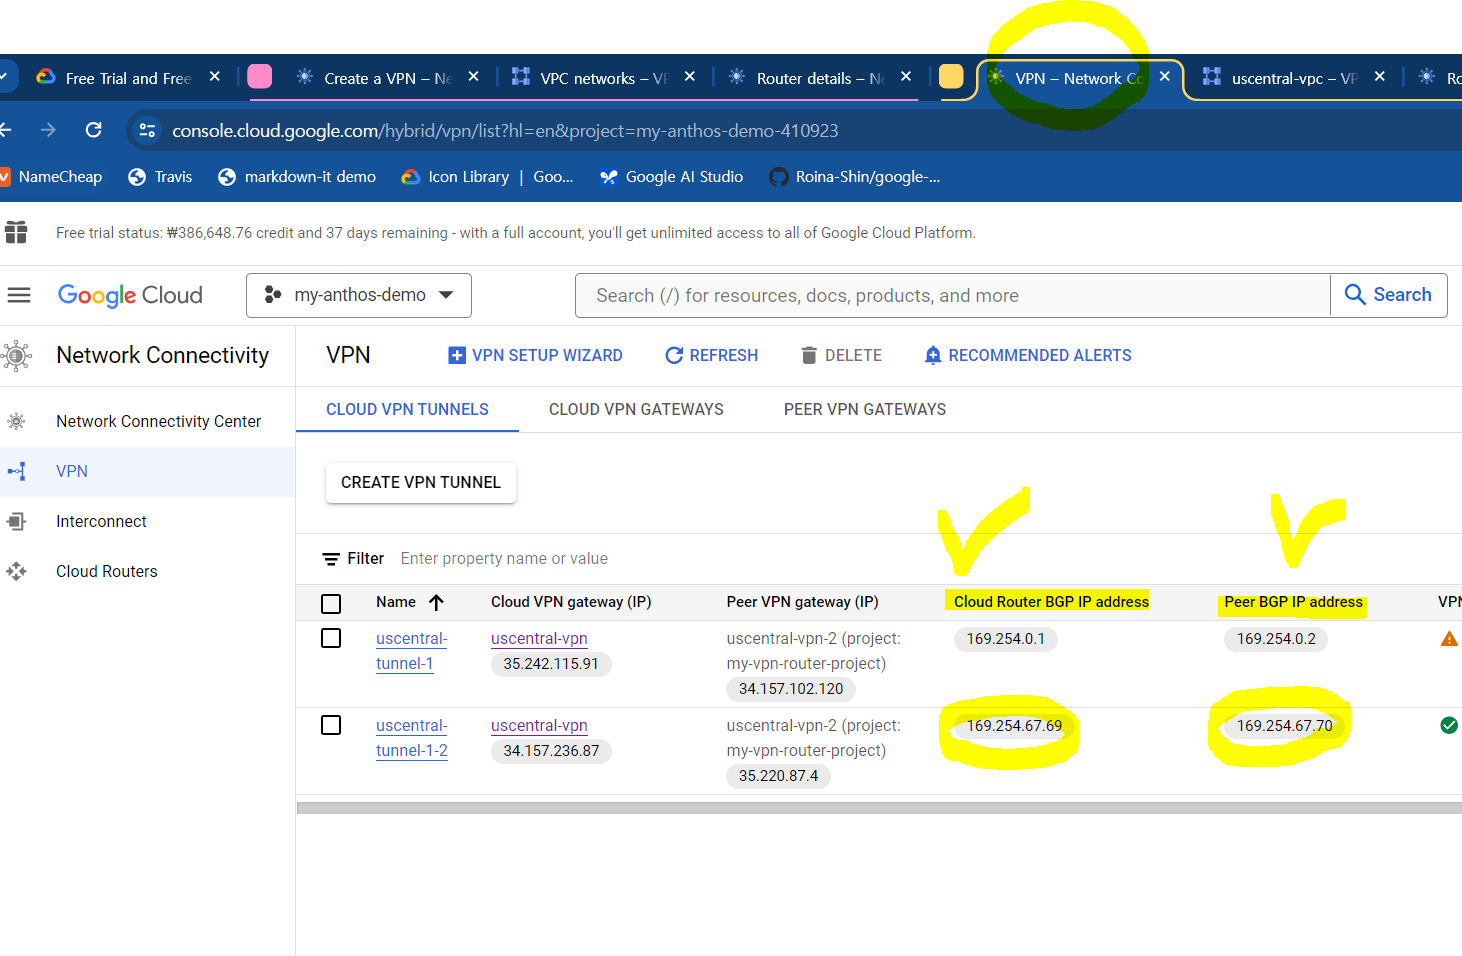 Free Trial and Free
Create a VPN – Ne
VPC networks – VP
Router details – Ne
VPN – Network Co
uscentral-vpc – VP
Ro
console.cloud.google.com/hybrid/vpn/list?hl=en&project=my-anthos-demo-410923
NameCheap
Travis
markdown-it demo
Icon Library | Goo...
Google AI Studio
Roina-Shin/google-...
Free trial status: ₩386,648.76 credit and 37 days remaining - with a full account, you'll get unlimited access to all of Google Cloud Platform.
Google Cloud
my-anthos-demo
Search (/) for resources, docs, products, and more
Search
Network Connectivity
VPN
VPN SETUP WIZARD
REFRESH
DELETE
RECOMMENDED ALERTS
Network Connectivity Center
VPN
Interconnect
Cloud Routers
CLOUD VPN TUNNELS
CLOUD VPN GATEWAYS
PEER VPN GATEWAYS
CREATE VPN TUNNEL
Filter
Enter property name or value
Name
Cloud VPN gateway (IP)
Peer VPN gateway (IP)
Cloud Router BGP IP address
Peer BGP IP address
VPN
uscentral-
tunnel-1
uscentral-vpn
35.242.115.91
uscentral-vpn-2 (project:
my-vpn-router-project)
34.157.102.120
169.254.0.1
169.254.0.2
uscentral-
tunnel-1-2
uscentral-vpn
34.157.236.87
uscentral-vpn-2 (project:
my-vpn-router-project)
35.220.87.4
169.254.67.69
169.254.67.70